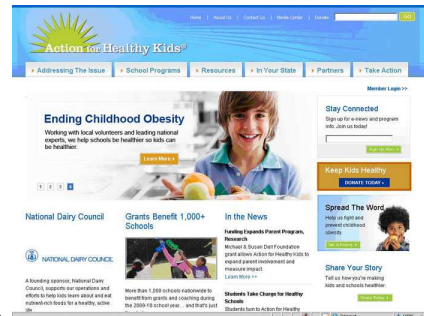 Home | About Us | Contact Us | Media Center | Donate
GO
Action for Healthy Kids®
Addressing The Issue
School Programs
Resources
In Your State
Partners
Take Action
Member Login >>
Ending Childhood Obesity
Working with local volunteers and leading national
experts, we help schools be healthier so kids can
be healthier.
Learn More
1 2 3 4
Stay Connected
Sign up for e-news and program
info. Join us today!
Sign Up Now
Keep Kids Healthy
DONATE TODAY
Spread The Word
Help us fight and
prevent childhood
obesity
Tell A Friend
Share Your Story
Tell us how you're making
kids and schools healthier.
Share Today
National Dairy Council
NATIONAL DAIRY COUNCIL
A founding sponsor, National Dairy
Council, supports our operations and
efforts to help kids learn about and eat
nutrient-rich foods for a healthy, active
life.
Grants Benefit 1,000+
Schools
More than 1,000 schools nationwide to
benefit from grants and coaching during
the 2009-10 school year... and that's just
In the News
Funding Expands Parent Program,
Research
Michael & Susan Dell Foundation
grant allows Action for Healthy Kids to
expand parent involvement and
measure impact.
Learn More >>
Students Take Charge for Healthy
Schools
Students turn to Action for Healthy
Internet